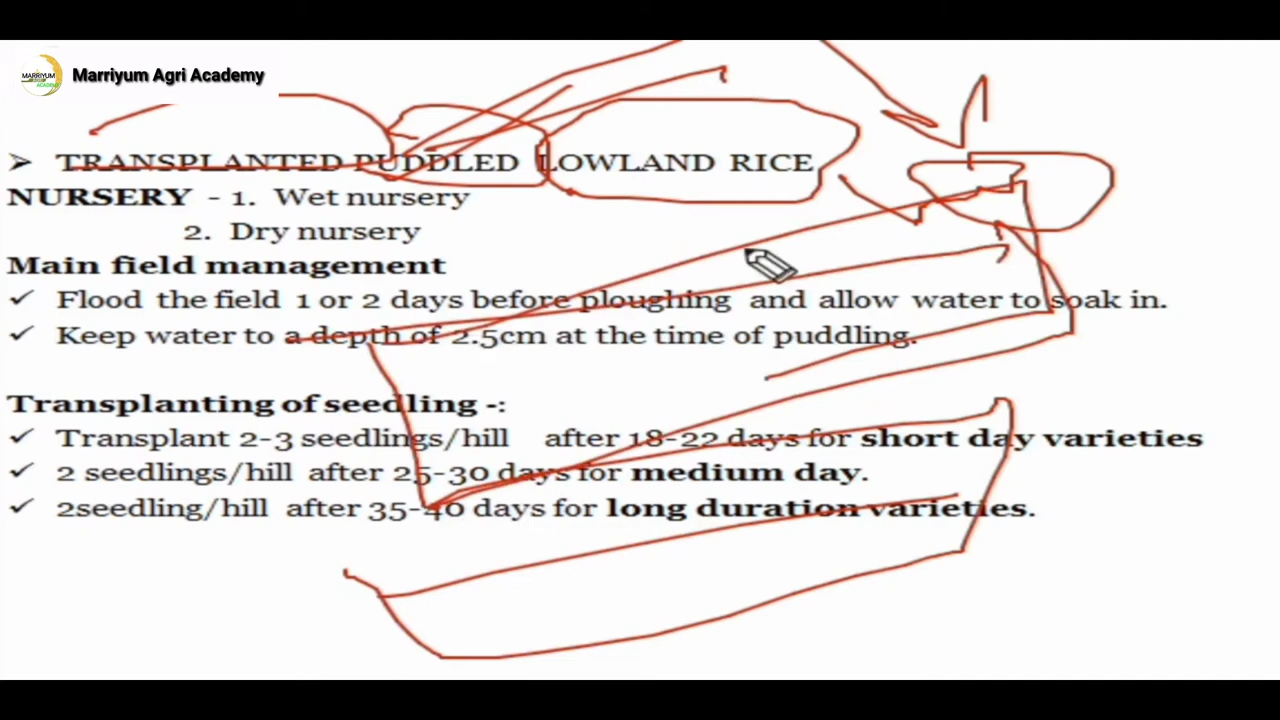 MARRIYUM
ACADEMY
Marriyum Agri Academy
➢ TRANSPLANTED PUDDLED LOWLAND RICE
NURSERY - 1. Wet nursery
2. Dry nursery
Main field management
✓ Flood the field 1 or 2 days before ploughing and allow water to soak in.
✓ Keep water to a depth of 2.5cm at the time of puddling.
Transplanting of seedling -:
✓ Transplant 2-3 seedlings/hill after 18-22 days for short day varieties
✓ 2 seedlings/hill after 25-30 days for medium day.
✓ 2seedling/hill after 35-40 days for long duration varieties.